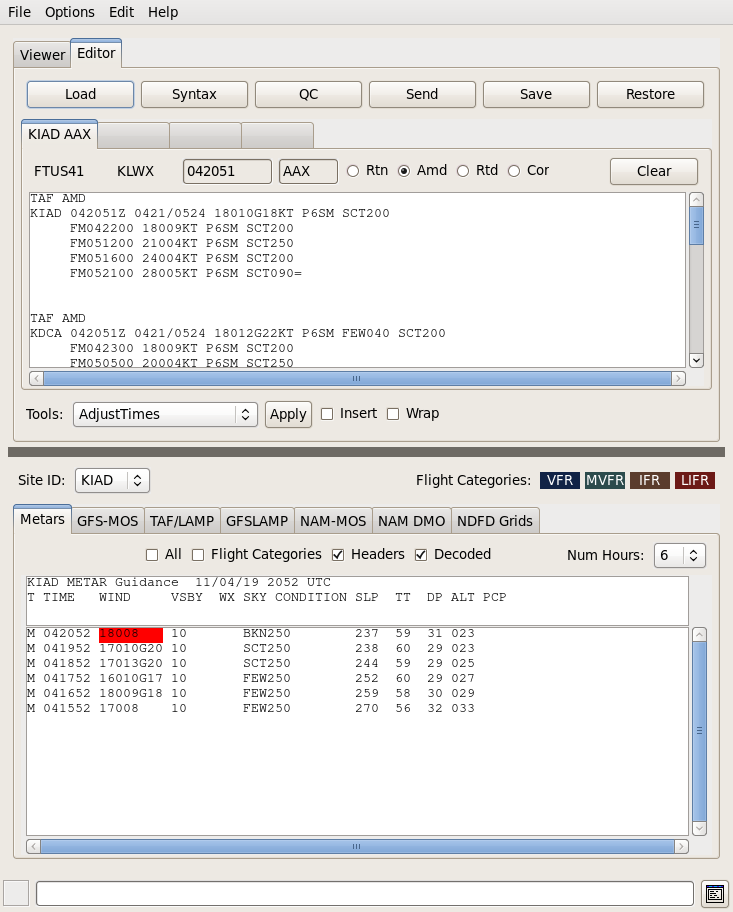 File Options Edit Help
Viewer Editor
Load Syntax QC Send Save Restore
KIAD AAX
FTUS41 KLWX 042051 AAX Rtn Amd Rtd Cor Clear
TAF AMD
KIAD 042051Z 0421/0524 18010G18KT P6SM SCT200
FM042200 18009KT P6SM SCT200
FM051200 21004KT P6SM SCT250
FM051600 24004KT P6SM SCT200
FM052100 28005KT P6SM SCT090=
TAF AMD
KDCA 042051Z 0421/0524 18012G22KT P6SM FEW040 SCT200
FM042300 18009KT P6SM SCT200
FM050500 20004KT P6SM SCT250
Tools: AdjustTimes Apply Insert Wrap
Site ID: KIAD Flight Categories: VFR MVFR IFR LIFR
Metars GFS-MOS TAF/LAMP GFSLAMP NAM-MOS NAM DMO NDFD Grids
All Flight Categories Headers Decoded Num Hours: 6
KIAD METAR Guidance 11/04/19 2052 UTC
T TIME WIND VSBY WX SKY CONDITION SLP TT DP ALT PCP
M 042052 18008 10 BKN250 237 59 31 023
M 041952 17010G20 10 SCT250 238 60 29 023
M 041852 17013G20 10 SCT250 244 59 29 025
M 041752 16010G17 10 FEW250 252 60 29 027
M 041652 18009G18 10 FEW250 259 58 30 029
M 041552 17008 10 FEW250 270 56 32 033